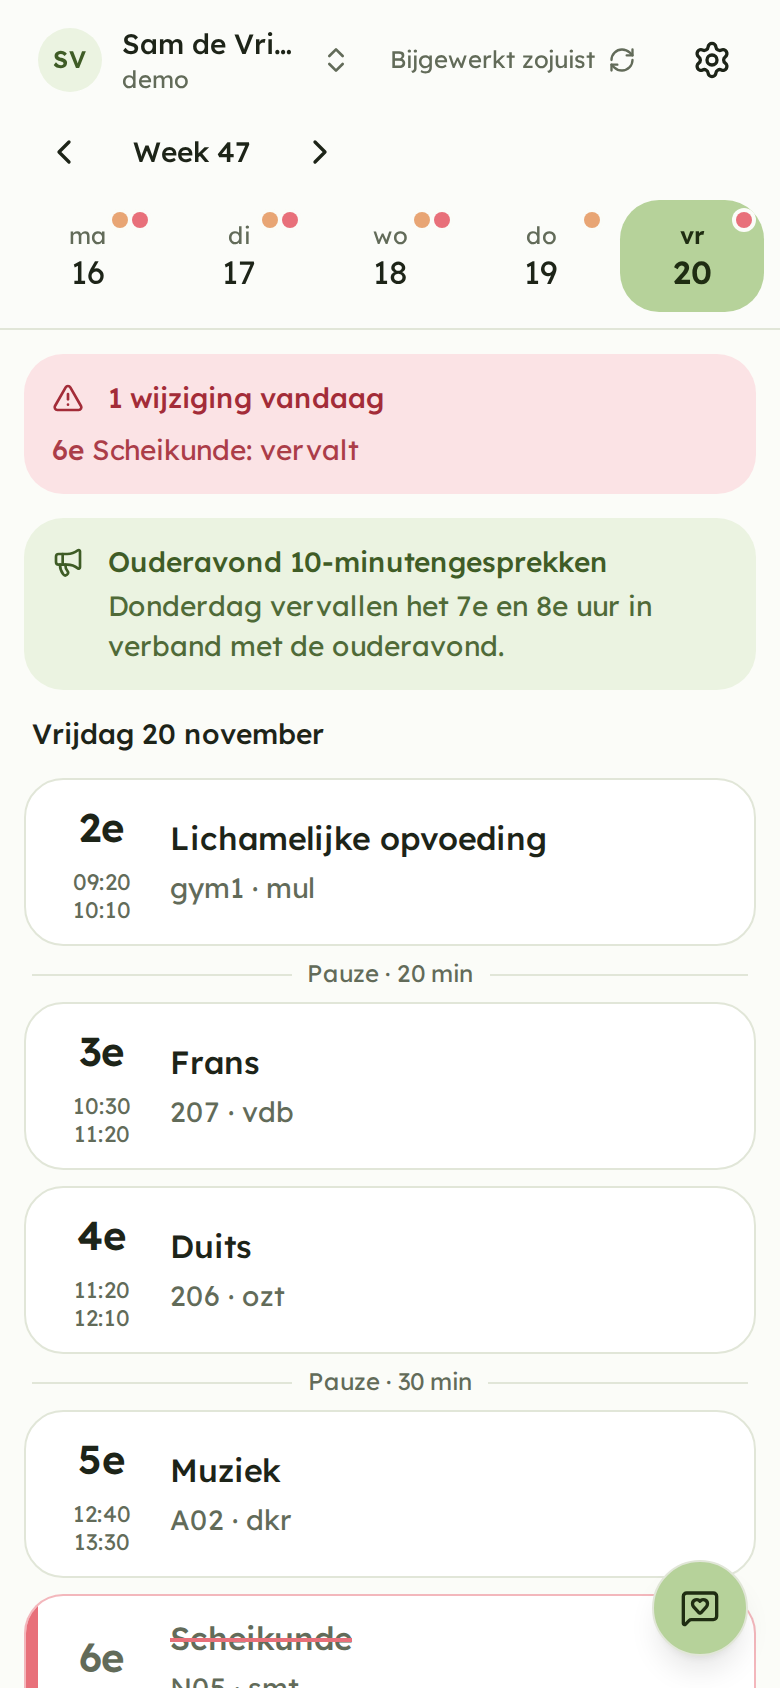 SV
Sam de Vri...
demo
Bijgewerkt zojuist
Week 47
ma
16
di
17
wo
18
do
19
vr
20
1 wijziging vandaag
6e Scheikunde: vervalt
Ouderavond 10-minutengesprekken
Donderdag vervallen het 7e en 8e uur in
verband met de ouderavond.
Vrijdag 20 november
2e
09:20
10:10
Lichamelijke opvoeding
gym1 · mul
Pauze · 20 min
3e
10:30
11:20
Frans
207 · vdb
4e
11:20
12:10
Duits
206 · ozt
Pauze · 30 min
5e
12:40
13:30
Muziek
A02 · dkr
6e
Scheikunde
N05 · smt